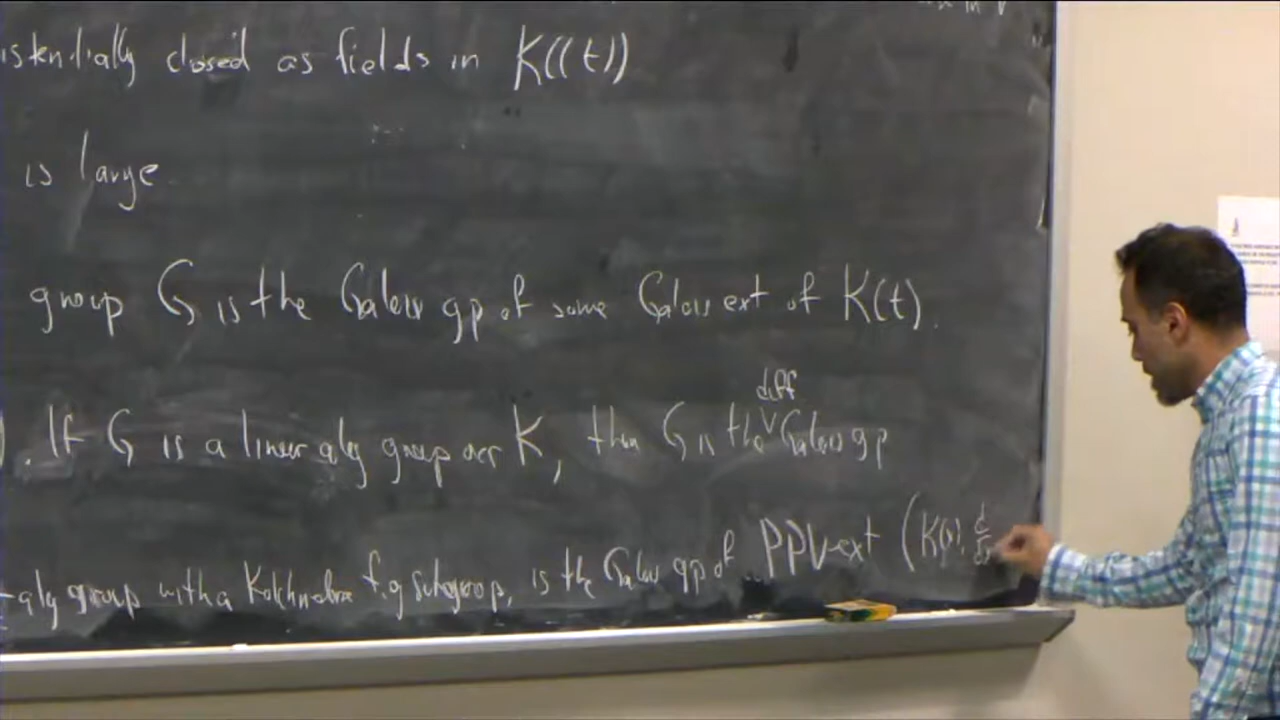 istentially closed as fields in K((t))
is large
group G is the Galois gp of some Galois ext of K(t).
). If G is a linear alg group over K, then G is the diff Galois gp
-alg group with a Kolchin dense f.g subgroup, is the Galois gp of PPV-ext (K(x), d